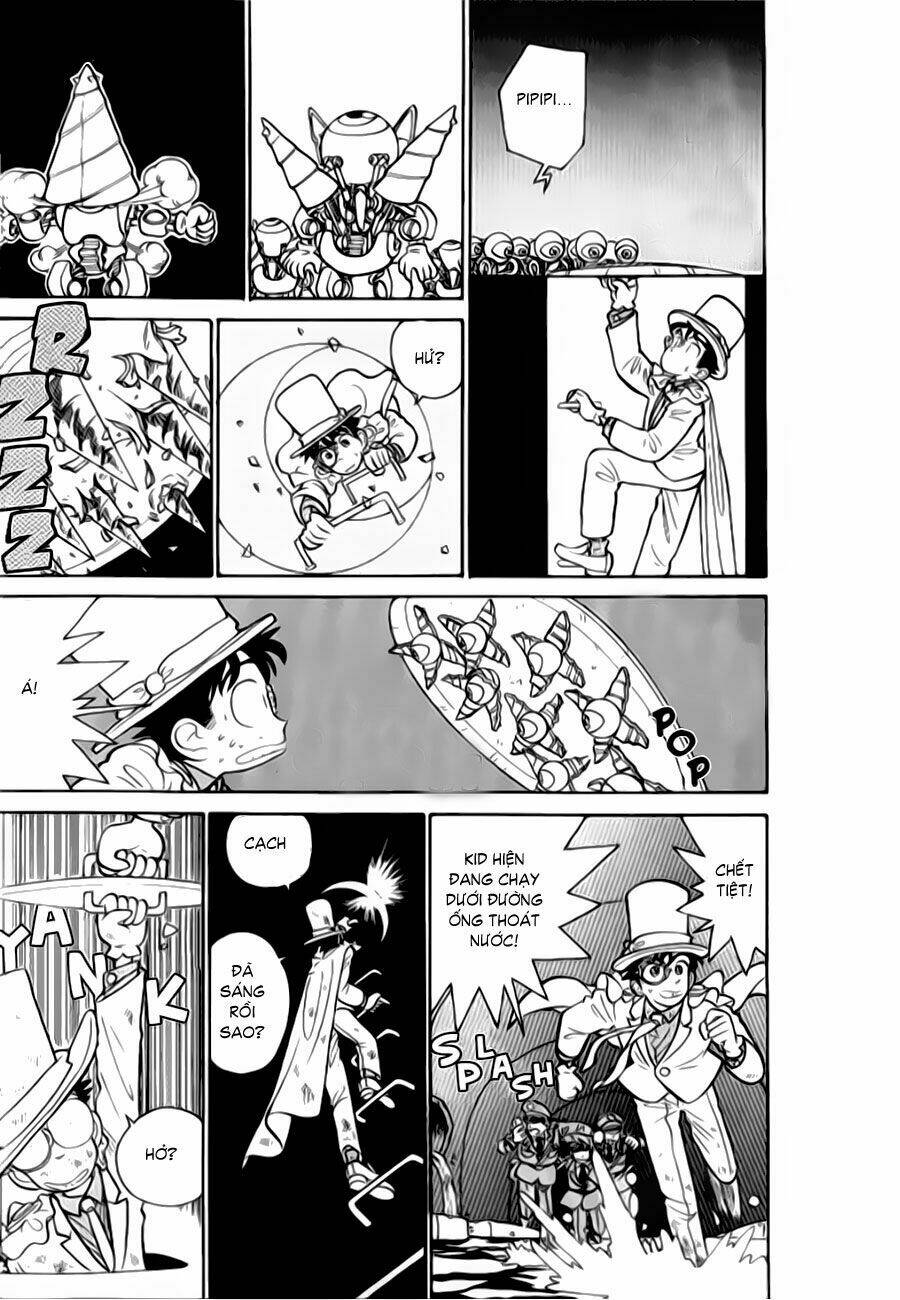 PIPIPI...
HỬ?
RZZZ
POP
Á!
CHẾT
TIỆT!
KID HIỆN
ĐANG CHẠY
DƯỚI ĐƯỜNG
ỐNG THOÁT
NƯỚC!
SPLASH
CẠCH
ĐÃ
SÁNG
RỒI
SAO?
YANK
HỞ?